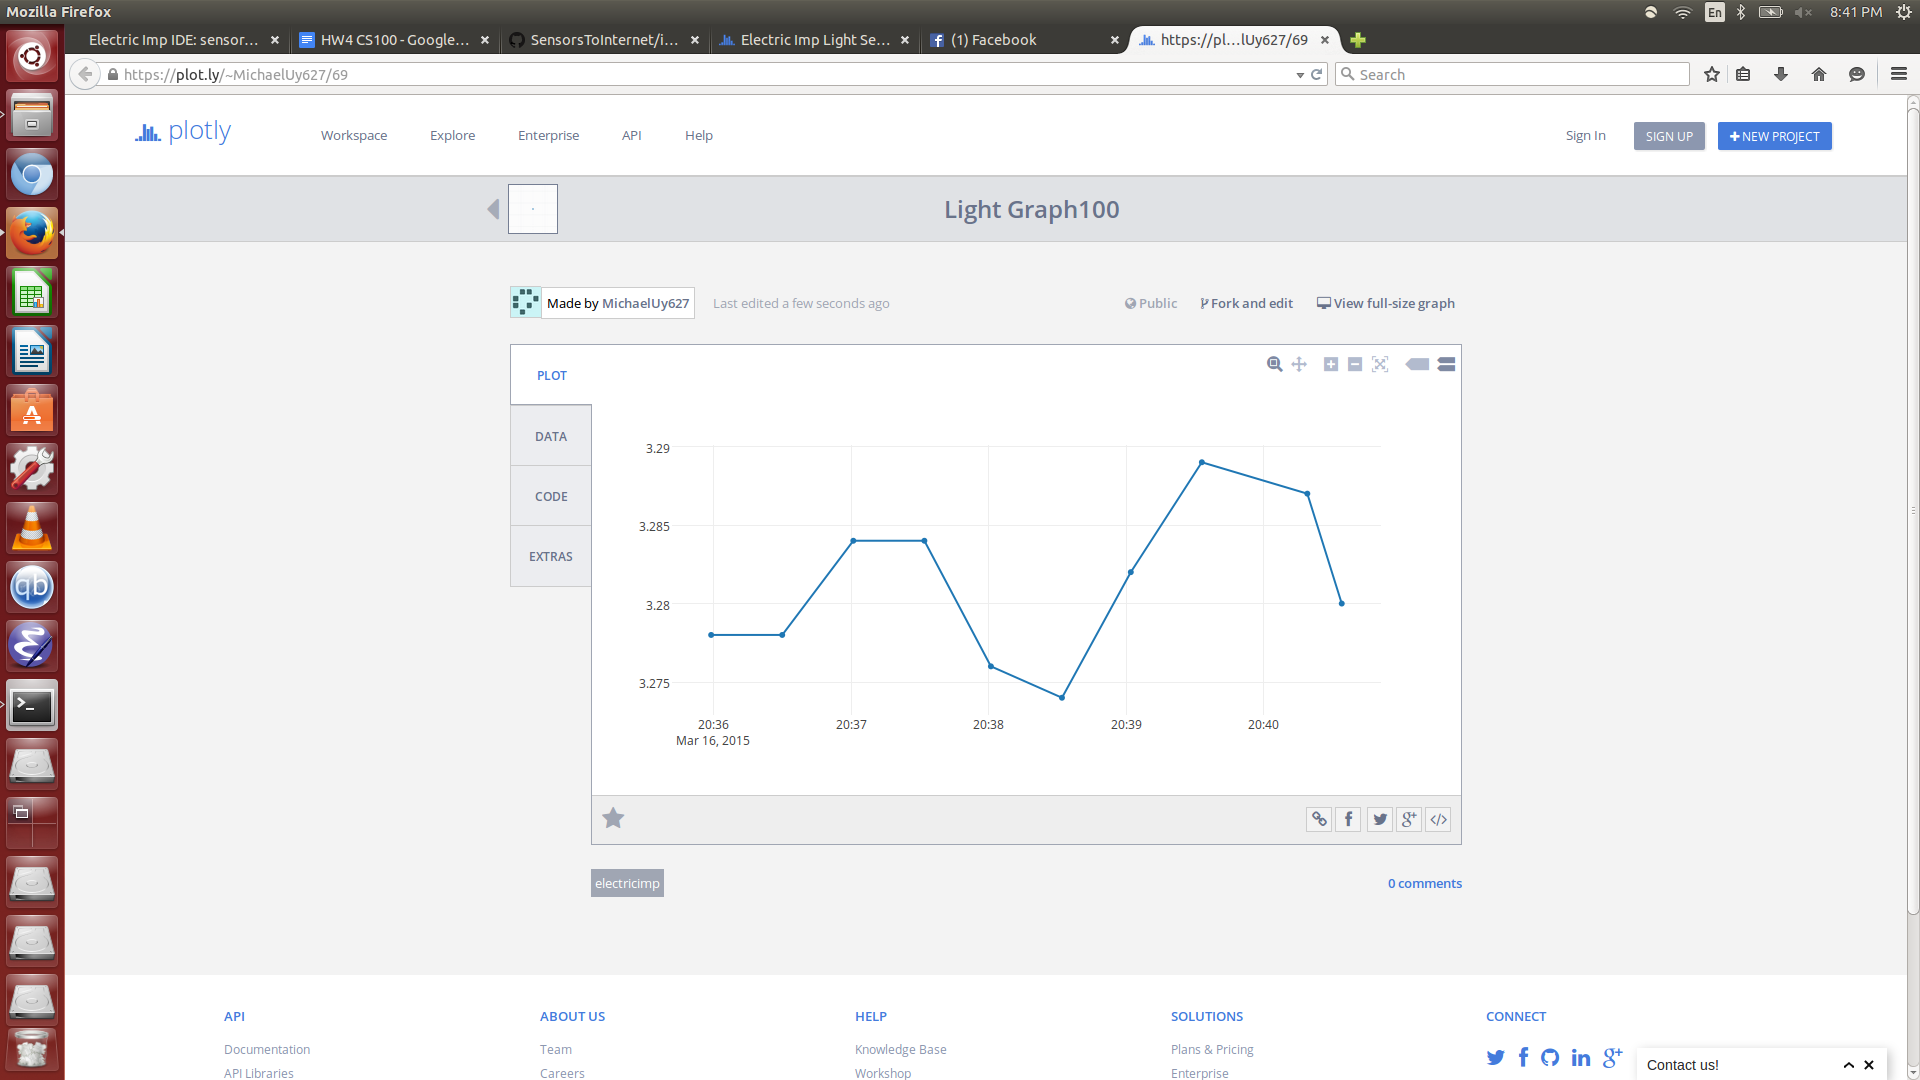 Mozilla Firefox
En
8:41 PM
Electric Imp IDE: sensor...
HW4 CS100 - Google...
SensorsToInternet/i...
Electric Imp Light Se...
(1) Facebook
https://pl...lUy627/69
https://plot.ly/~MichaelUy627/69
Search
plotly
Workspace
Explore
Enterprise
API
Help
Sign In
SIGN UP
NEW PROJECT
Light Graph100
Made by MichaelUy627
Last edited a few seconds ago
Public
Fork and edit
View full-size graph
PLOT
DATA
CODE
EXTRAS
3.29
3.285
3.28
3.275
20:36
20:37
20:38
20:39
20:40
Mar 16, 2015
electricimp
0 comments
API
ABOUT US
HELP
SOLUTIONS
CONNECT
Documentation
Team
Knowledge Base
Plans & Pricing
API Libraries
Careers
Workshop
Enterprise
Contact us!
qb